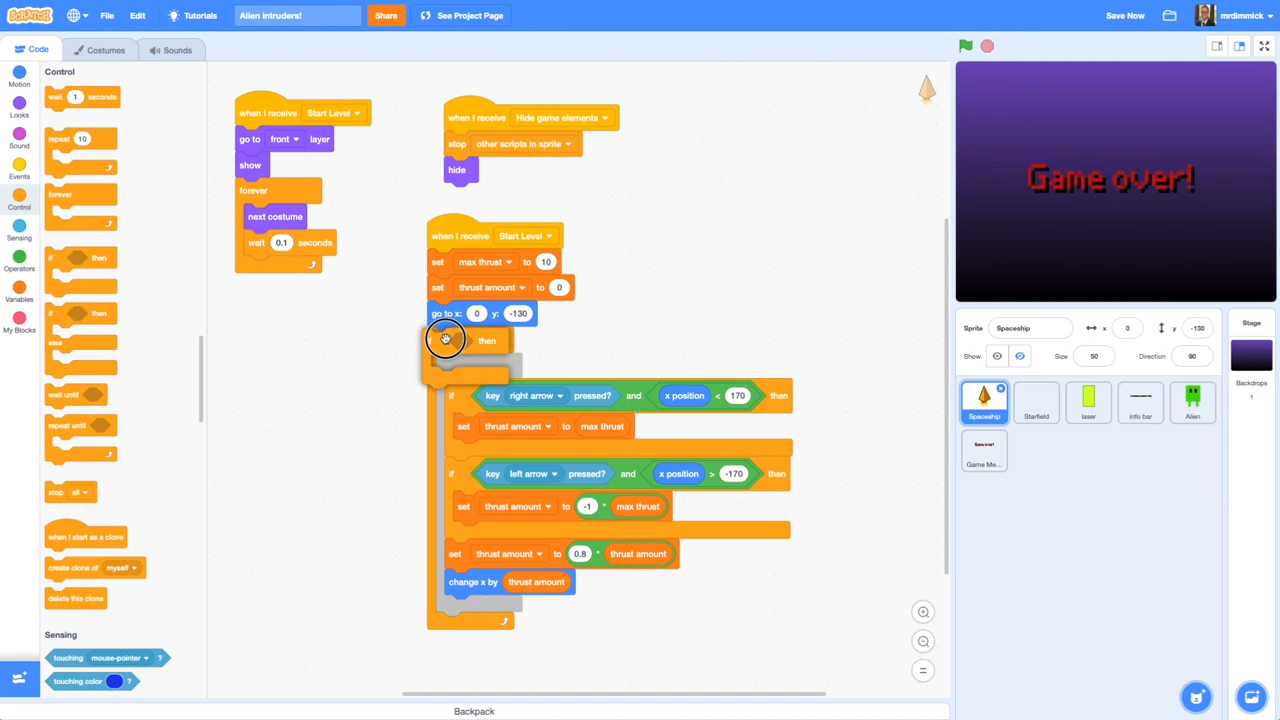 SCRATCH File Edit Tutorials Alien Intruders! Share See Project Page Save Now mrdimmick
Code Costumes Sounds
Motion
Looks
Sound
Events
Control
Sensing
Operators
Variables
My Blocks
Control
wait 1 seconds
repeat 10
forever
if then
if then
else
wait until
repeat until
stop all
when I start as a clone
create clone of myself
delete this clone
Sensing
touching mouse-pointer ?
touching color ?
when I receive Start Level
go to front layer
show
forever
next costume
wait 0.1 seconds
when I receive Hide game elements
stop other scripts in sprite
hide
when I receive Start Level
set max thrust to 10
set thrust amount to 0
go to x: 0 y: -130
then
if key right arrow pressed? and x position < 170 then
set thrust amount to max thrust
if key left arrow pressed? and x position > -170 then
set thrust amount to -1 * max thrust
set thrust amount to 0.8 * thrust amount
change x by thrust amount
Backpack
Game over!
Sprite Spaceship x 0 y -130
Show Size 50 Direction 90
Spaceship Starfield laser info bar Alien
Game over!
Game Me...
Stage
Backdrops
1